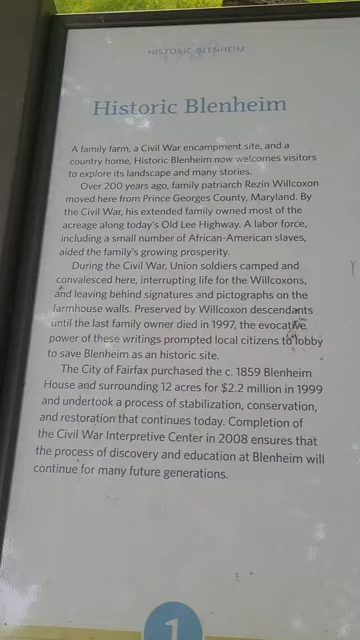 HISTORIC BLENHEIM
Historic Blenheim
A family farm, a Civil War encampment site, and a
country home, Historic Blenheim now welcomes visitors
to explore its landscape and many stories.
Over 200 years ago, family patriarch Rezin Willcoxon
moved here from Prince Georges County, Maryland. By
the Civil War, his extended family owned most of the
acreage along today's Old Lee Highway. A labor force,
including a small number of African-American slaves,
aided the family's growing prosperity.
During the Civil War, Union soldiers camped and
convalesced here, interrupting life for the Willcoxons,
and leaving behind signatures and pictographs on the
farmhouse walls. Preserved by Willcoxon descendants
until the last family owner died in 1997, the evocative
power of these writings prompted local citizens to lobby
to save Blenheim as an historic site.
The City of Fairfax purchased the c. 1859 Blenheim
House and surrounding 12 acres for $2.2 million in 1999
and undertook a process of stabilization, conservation,
and restoration that continues today. Completion of
the Civil War Interpretive Center in 2008 ensures that
the process of discovery and education at Blenheim will
continue for many future generations.
1